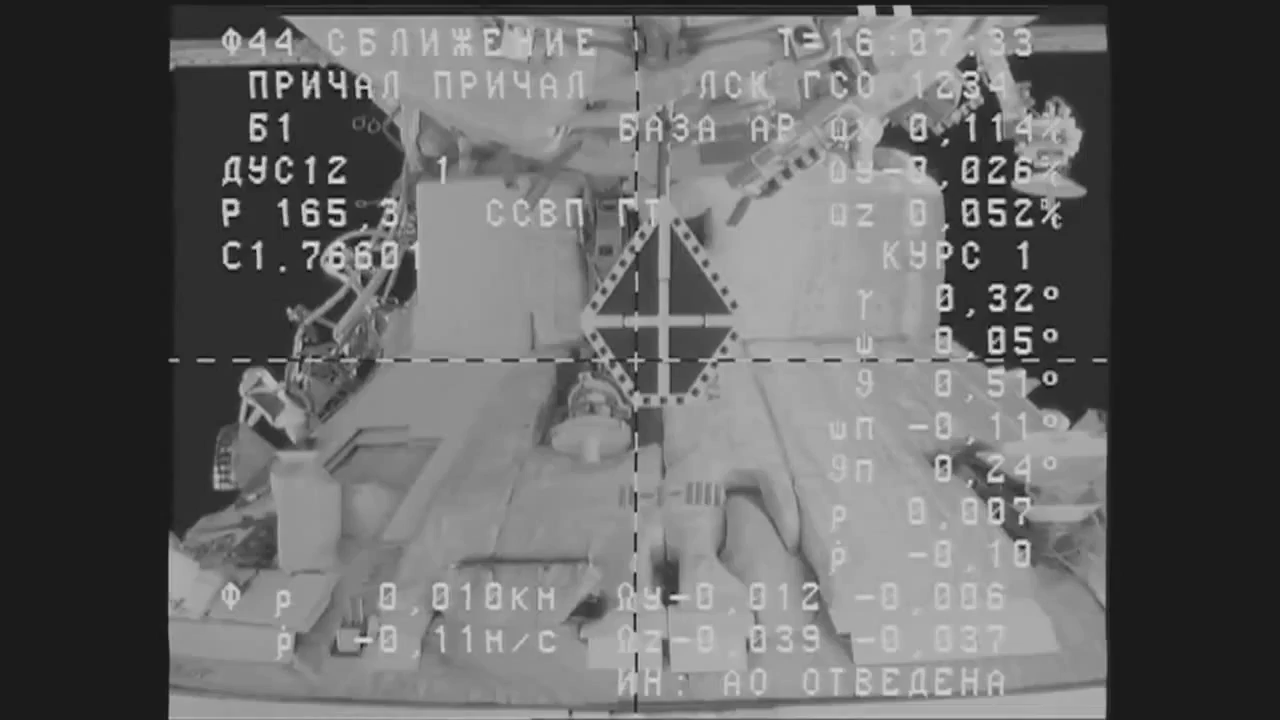 Ф44 СБЛИЖЕНИЕ Т=16:07:33
ПРИЧАЛ ПРИЧАЛ ЛСК ГСО 1234
Б1 БАЗА АР Ωx 0,114%
ДУС12 1 Ωy-0,026%
Р 165,3 ССВП ГТ Ωz 0,052%
С1.76601 КУРС 1
γ 0,32°
ш 0,05°
ϑ 0,51°
шп -0,11°
ϑп 0,24°
ρ 0,007
ρ̇ -0,10
Ф ρ 0,010км Ωy-0,012 -0,006
ρ̇ -0,11м/с Ωz-0,039 -0,037
ИН: АО ОТВЕДЕНА